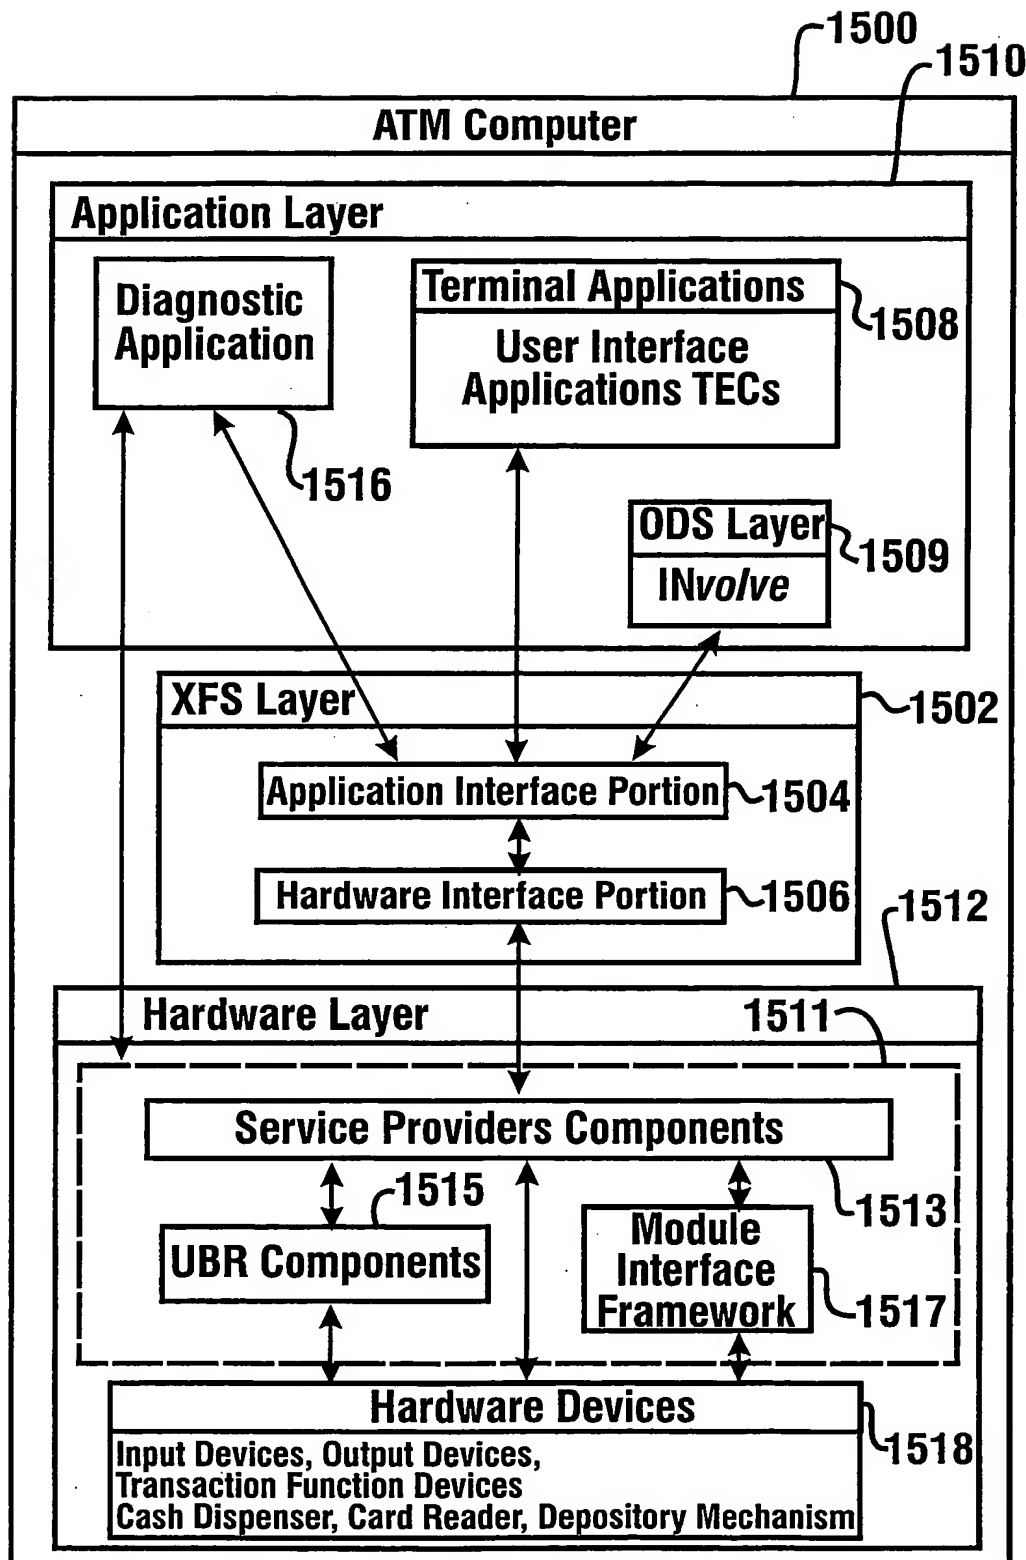 1500
1510
ATM Computer
Application Layer
Diagnostic
Application
1516
Terminal Applications
1508
User Interface
Applications TECs
ODS Layer
1509
INvolve
XFS Layer
1502
Application Interface Portion
1504
Hardware Interface Portion
1506
1512
Hardware Layer
1511
Service Providers Components
1513
1515
UBR Components
Module
Interface
Framework
1517
Hardware Devices
1518
Input Devices, Output Devices,
Transaction Function Devices
Cash Dispenser, Card Reader, Depository Mechanism